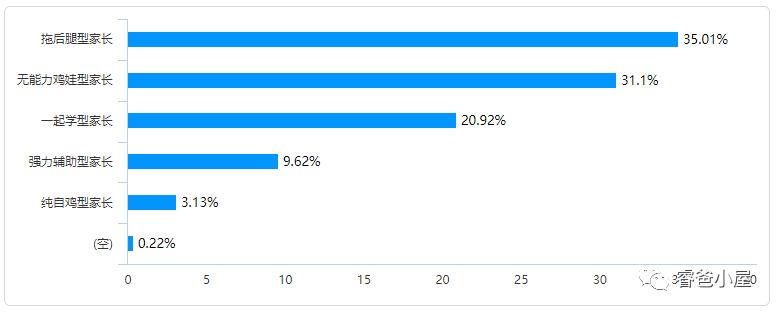 拖后腿型家长 35.01%
无能力鸡娃型家长 31.1%
一起学型家长 20.92%
强力辅助型家长 9.62%
纯自鸡型家长 3.13%
(空) 0.22%
0 5 10 15 20 25 30
睿爸小屋